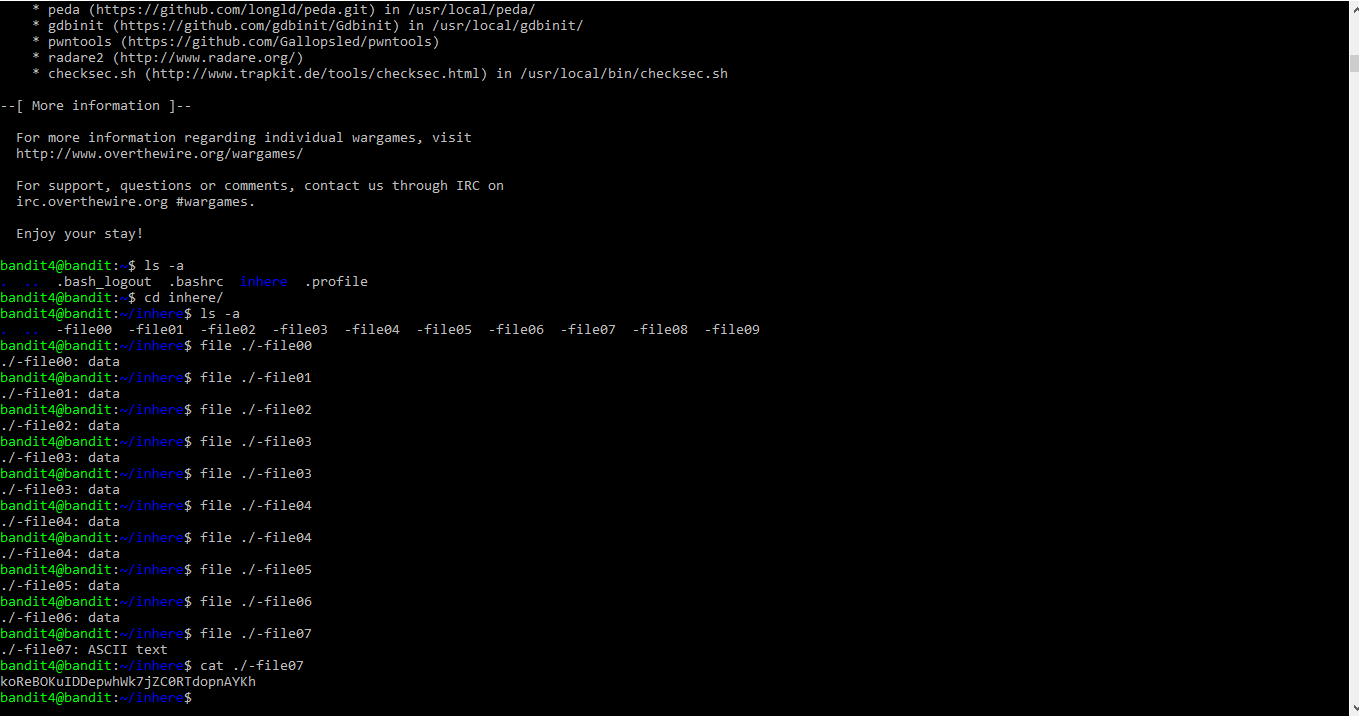 * peda (https://github.com/longld/peda.git) in /usr/local/peda/
* gdbinit (https://github.com/gdbinit/Gdbinit) in /usr/local/gdbinit/
* pwntools (https://github.com/Gallopsled/pwntools)
* radare2 (http://www.radare.org/)
* checksec.sh (http://www.trapkit.de/tools/checksec.html) in /usr/local/bin/checksec.sh
--[ More information ]--
For more information regarding individual wargames, visit
http://www.overthewire.org/wargames/
For support, questions or comments, contact us through IRC on
irc.overthewire.org #wargames.
Enjoy your stay!
bandit4@bandit:~$ ls -a
.  ..  .bash_logout  .bashrc  inhere  .profile
bandit4@bandit:~$ cd inhere/
bandit4@bandit:~/inhere$ ls -a
.  ..  -file00  -file01  -file02  -file03  -file04  -file05  -file06  -file07  -file08  -file09
bandit4@bandit:~/inhere$ file ./-file00
./-file00: data
bandit4@bandit:~/inhere$ file ./-file01
./-file01: data
bandit4@bandit:~/inhere$ file ./-file02
./-file02: data
bandit4@bandit:~/inhere$ file ./-file03
./-file03: data
bandit4@bandit:~/inhere$ file ./-file03
./-file03: data
bandit4@bandit:~/inhere$ file ./-file04
./-file04: data
bandit4@bandit:~/inhere$ file ./-file04
./-file04: data
bandit4@bandit:~/inhere$ file ./-file05
./-file05: data
bandit4@bandit:~/inhere$ file ./-file06
./-file06: data
bandit4@bandit:~/inhere$ file ./-file07
./-file07: ASCII text
bandit4@bandit:~/inhere$ cat ./-file07
koReBOKuIDDepwhWk7jZC0RTdopnAYKh
bandit4@bandit:~/inhere$